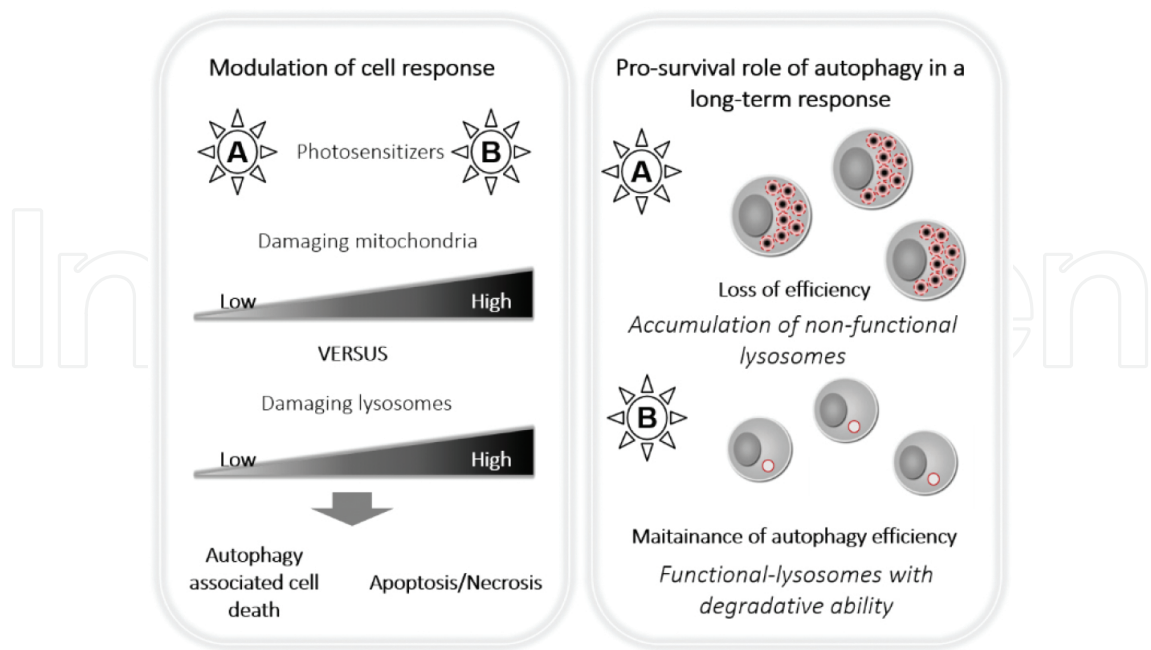 Modulation of cell response
A
Photosensitizers
B
Damaging mitochondria
Low
High
VERSUS
Damaging lysosomes
Low
High
Autophagy
associated cell
death
Apoptosis/Necrosis
Pro-survival role of autophagy in a
long-term response
A
Loss of efficiency
Accumulation of non-functional
lysosomes
B
Maitainance of autophagy efficiency
Functional-lysosomes with
degradative ability